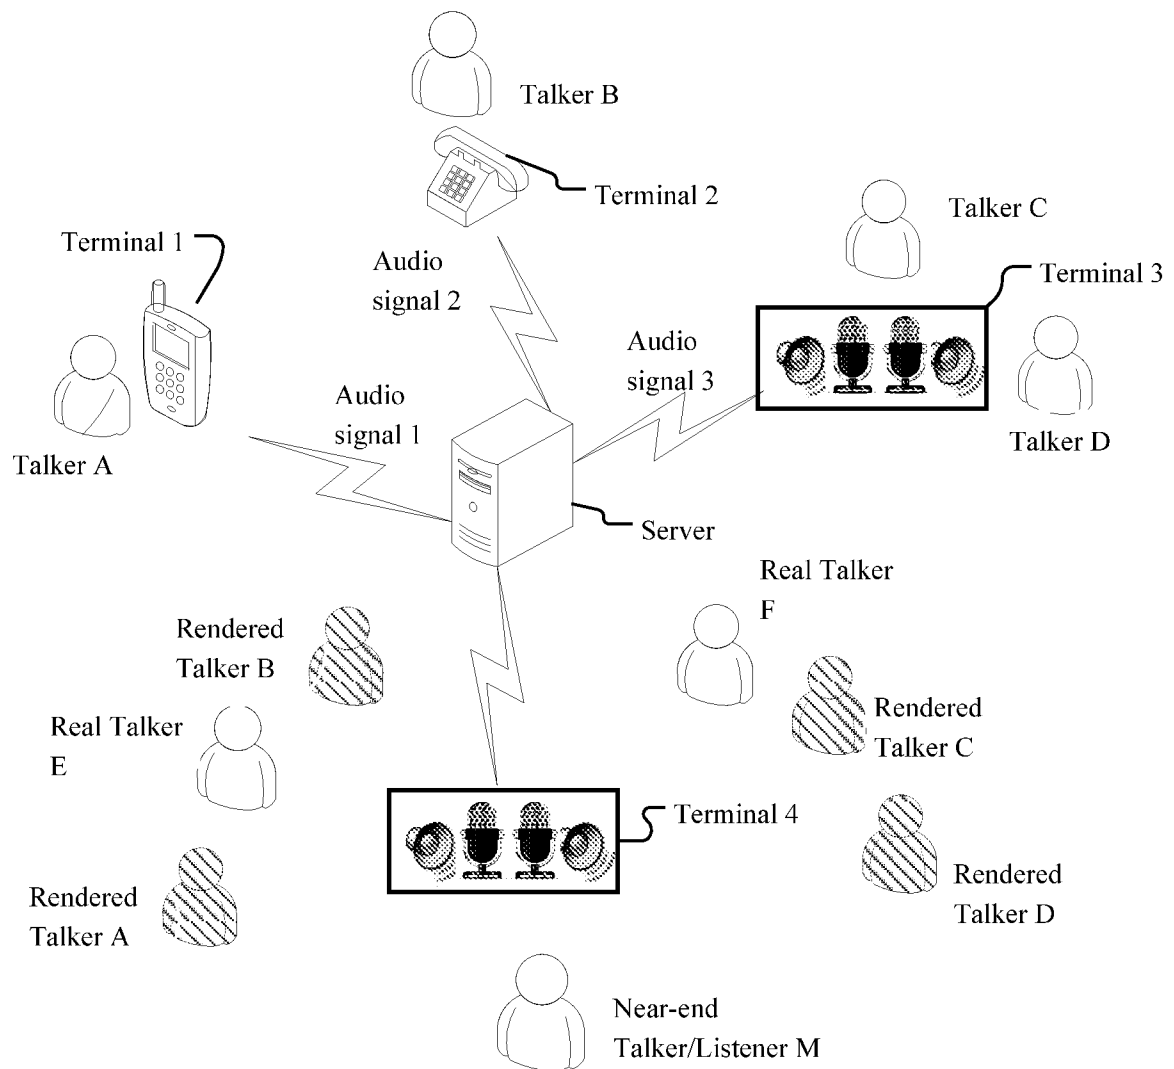 Talker B
Terminal 2
Talker C
Terminal 1
Audio
signal 2
Terminal 3
Audio
signal 3
Audio
signal 1
Talker A
Talker D
Server
Real Talker
F
Rendered
Talker B
Real Talker
E
Rendered
Talker C
Terminal 4
Rendered
Talker A
Rendered
Talker D
Near-end
Talker/Listener M